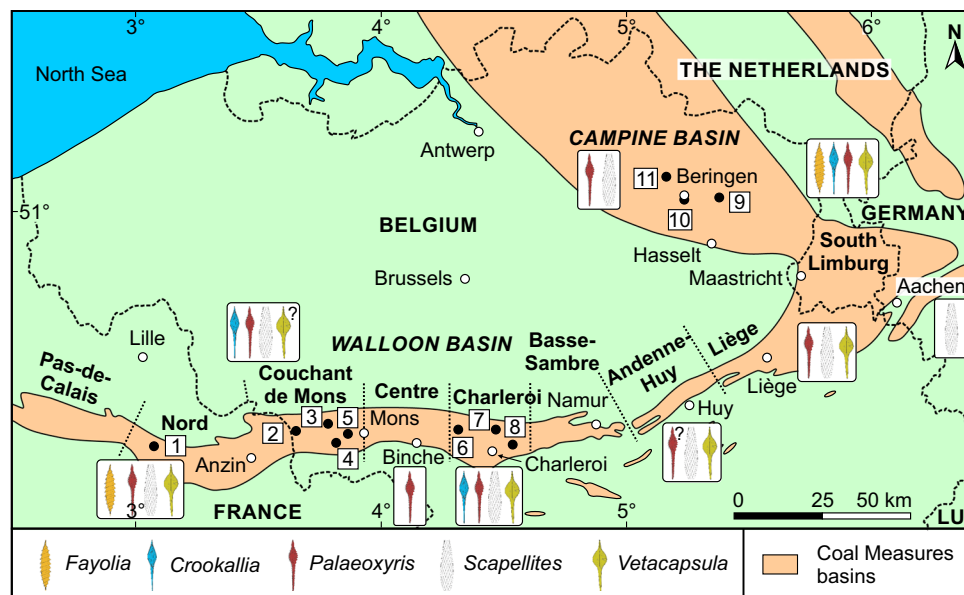 3°
4°
5°
6°
N
North Sea
THE NETHERLANDS
CAMPINE BASIN
Antwerp
11
Beringen
9
10
51°
GERMANY
BELGIUM
Hasselt
South
Limburg
Maastricht
Brussels
Aachen
?
Lille
WALLOON BASIN
Basse-
Sambre
Andenne-
Huy
Liège
Pas-de-
Calais
Couchant
de Mons
Centre
Charleroi
Liège
Nord
3
5
Mons
7
8
Namur
Huy
1
2
4
6
Anzin
Binche
Charleroi
?
FRANCE
0 25 50 km
3°
4°
5°
LU
Fayolia
Crookallia
Palaeoxyris
Scapellites
Vetacapsula
Coal Measures
basins